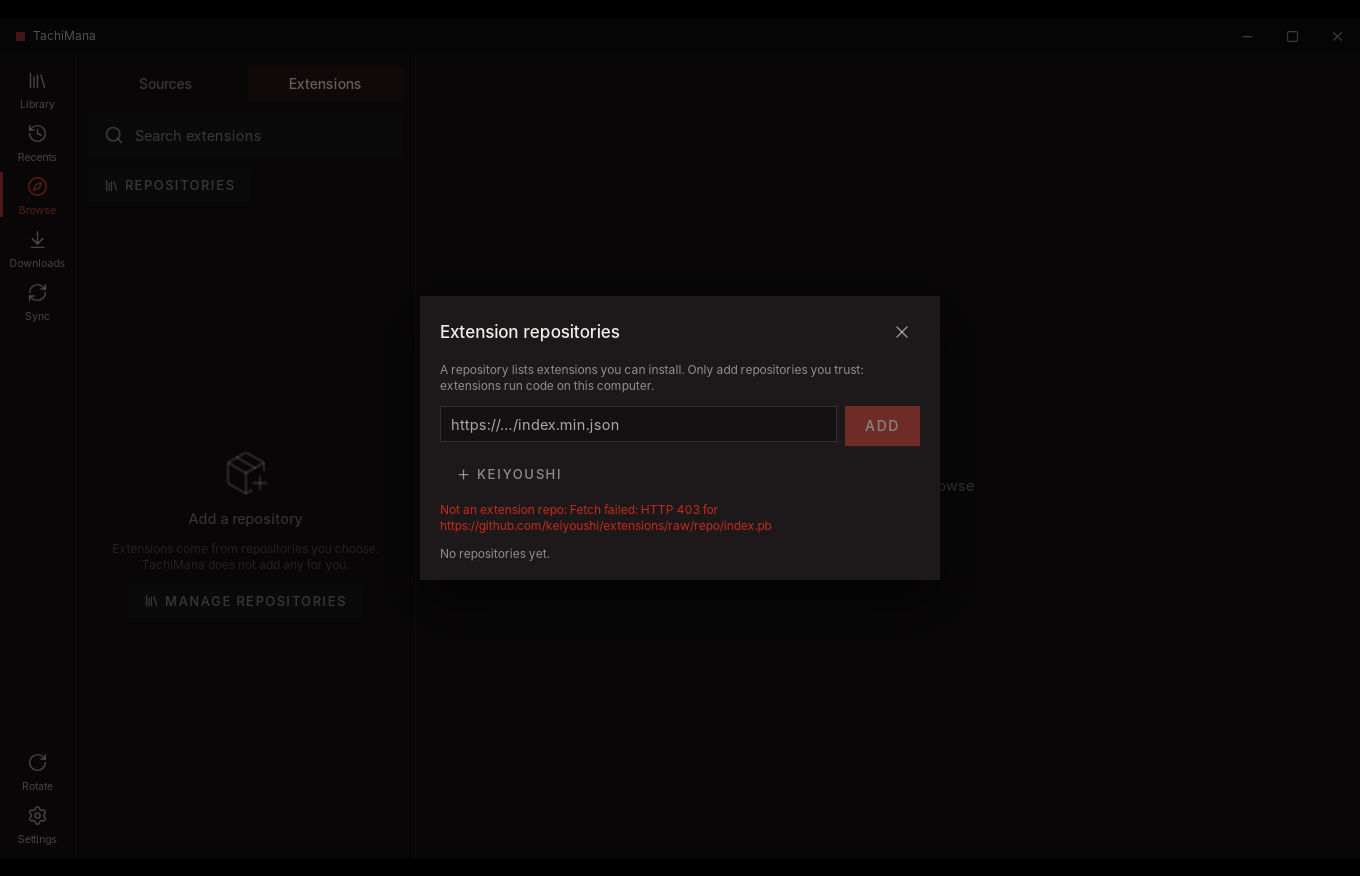 TachiMana
Library
Recents
Browse
Downloads
Sync
Rotate
Settings
Sources
Extensions
Search extensions
REPOSITORIES
Add a repository
Extensions come from repositories you choose.
TachiMana does not add any for you.
MANAGE REPOSITORIES
Extension repositories
A repository lists extensions you can install. Only add repositories you trust:
extensions run code on this computer.
https://.../index.min.json
ADD
+ KEIYOUSHI
Not an extension repo: Fetch failed: HTTP 403 for
https://github.com/keiyoushi/extensions/raw/repo/index.pb
No repositories yet.